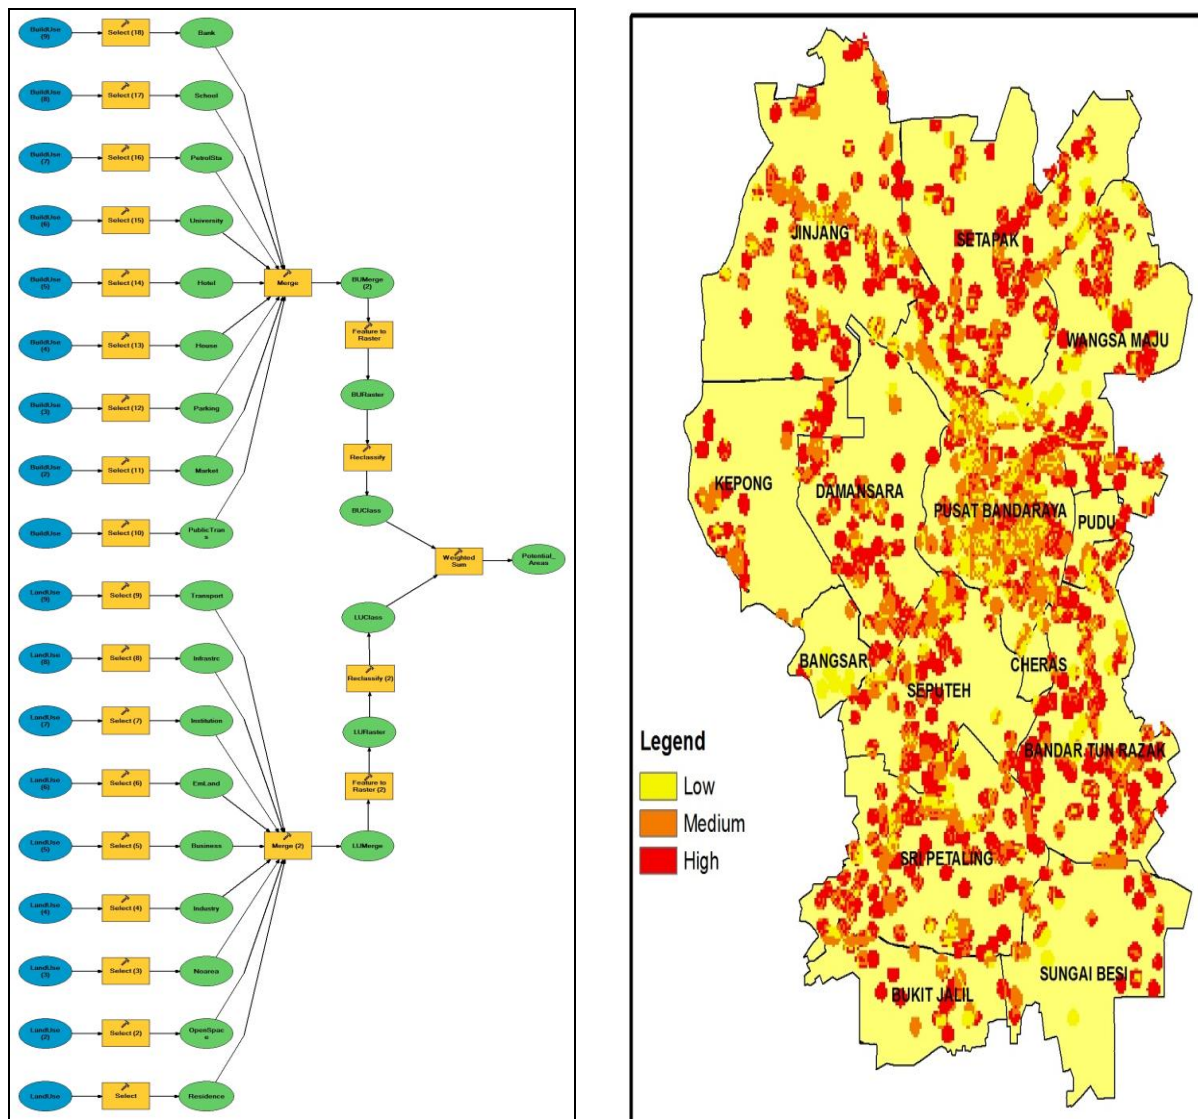 BuildUse
(9)
Select (18)
Bank
BuildUse
(8)
Select (17)
School
BuildUse
(7)
Select (16)
PetrolSta
BuildUse
(6)
Select (15)
University
BuildUse
(5)
Select (14)
Hotel
Merge
BUMerge
(2)
Feature to
Raster
BuildUse
(4)
Select (13)
House
BuildUse
(3)
Select (12)
Parking
BURaster
BuildUse
(2)
Select (11)
Market
Reclassify
BUClass
BuildUse
Select (10)
PublicTran
s
Weighted
Sum
Potential_
Areas
LandUse
(9)
Select (9)
Transport
LUClass
LandUse
(8)
Select (8)
Infrastrc
Reclassify (2)
LandUse
(7)
Select (7)
Institution
LURaster
LandUse
(6)
Select (6)
EmLand
Feature to
Raster (2)
LandUse
(5)
Select (5)
Business
Merge (2)
LUMerge
LandUse
(4)
Select (4)
Industry
LandUse
(3)
Select (3)
Noarea
LandUse
(2)
Select (2)
OpenSpac
e
LandUse
Select
Residence
JINJANG
SETAPAK
WANGSA MAJU
KEPONG
DAMANSARA
PUSAT BANDARAYA
PUDU
BANGSAR
SEPUTEH
CHERAS
BANDAR TUN RAZAK
SRI PETALING
SUNGAI BESI
BUKIT JALIL
Legend
Low
Medium
High